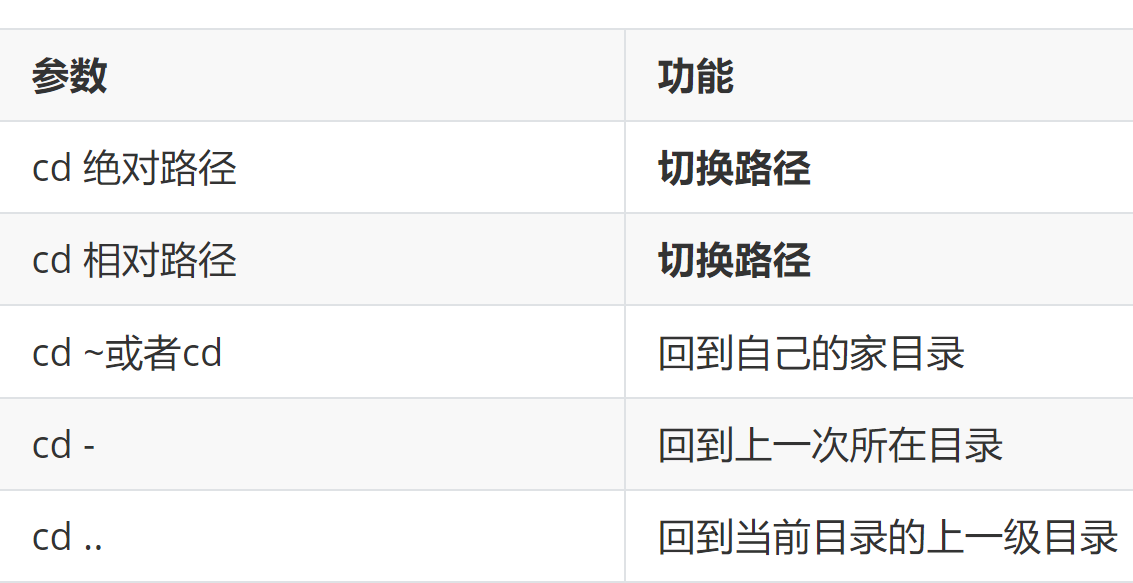 参数 功能
cd 绝对路径 切换路径
cd 相对路径 切换路径
cd ~或者cd 回到自己的家目录
cd - 回到上一次所在目录
cd .. 回到当前目录的上一级目录